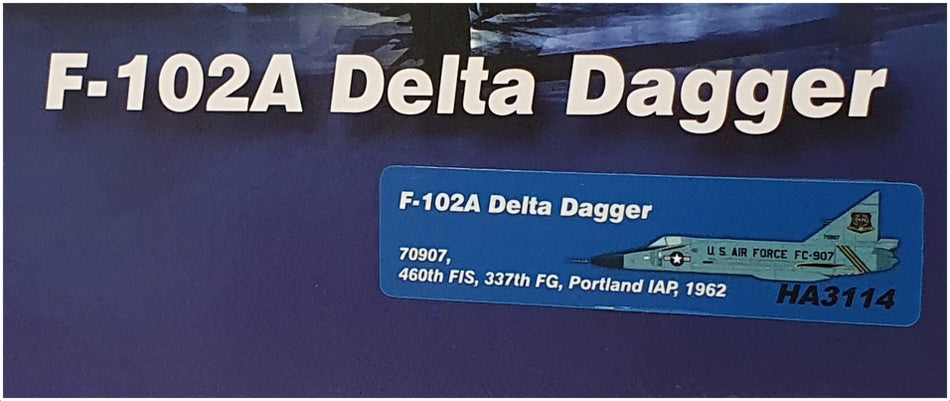 F-102A Delta Dagger
F-102A Delta Dagger
70907,
460th FIS, 337th FG, Portland IAP, 1962
70907
U.S. AIR FORCE FC-907
HA3114